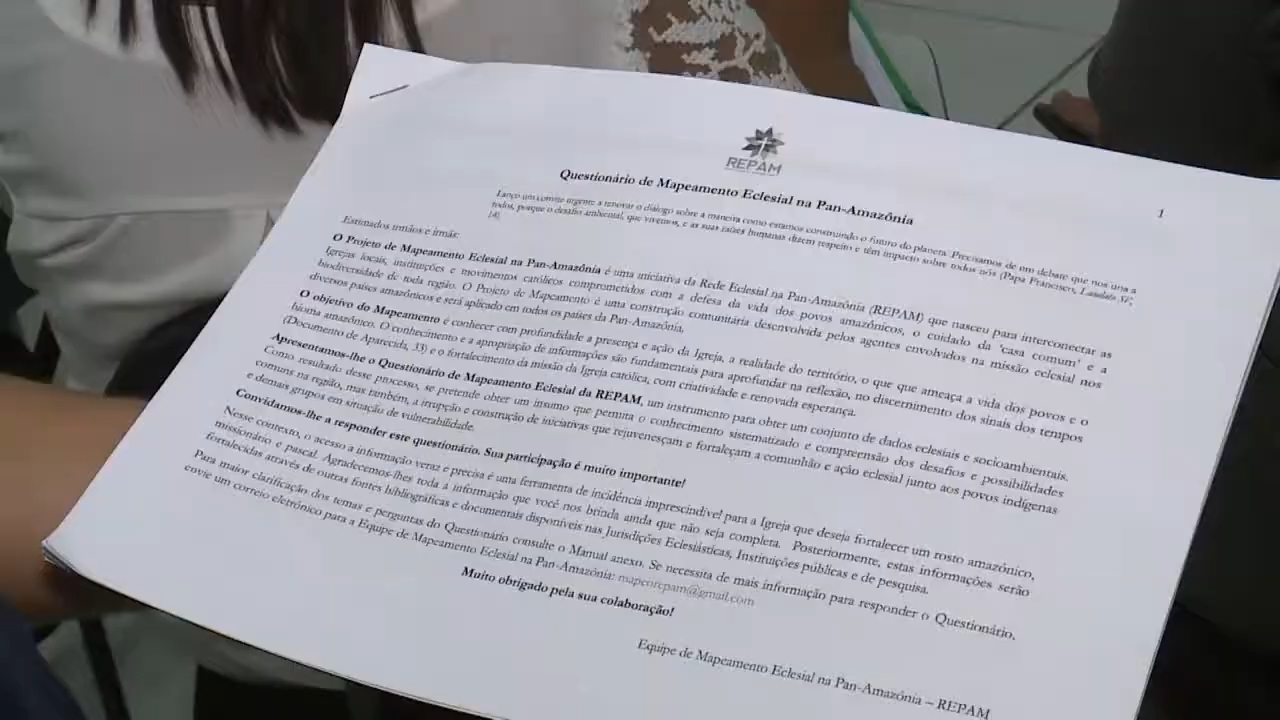 REPAM
Questionário de Mapeamento Eclesial na Pan-Amazônia
1
Lanço um convite urgente a renovar o diálogo sobre a maneira como estamos construindo o futuro do planeta. Precisamos de um debate que nos una a
todos, porque o desafio ambiental, que vivemos, e as suas raízes humanas dizem respeito e têm impacto sobre todos nós (Papa Francisco, Laudato SI',
14).
Estimados irmãos e irmãs:
O Projeto de Mapeamento Eclesial na Pan-Amazônia é uma iniciativa da Rede Eclesial na Pan-Amazônia (REPAM) que nasceu para interconectar as
Igrejas locais, instituições e movimentos católicos comprometidos com a defesa da vida dos povos amazônicos, o cuidado da 'casa comum' e a
biodiversidade de toda região. O Projeto de Mapeamento é uma construção comunitária desenvolvida pelos agentes envolvidos na missão eclesial nos
diversos países amazônicos e será aplicado em todos os países da Pan-Amazônia.
O objetivo do Mapeamento é conhecer com profundidade a presença e ação da Igreja, a realidade do território, o que que ameaça a vida dos povos e o
bioma amazônico. O conhecimento e a apropriação de informações são fundamentais para aprofundar na reflexão, no discernimento dos sinais do tempos
(Documento de Aparecida, 33) e o fortalecimento da missão da Igreja católica, com criatividade e renovada esperança.
Apresentamos-lhe o Questionário de Mapeamento Eclesial da REPAM, um instrumento para obter um conjunto de dados eclesiais e socioambientais.
Como resultado desse processo, se pretende obter um insumo que permita o conhecimento sistematizado e compreensão dos desafios e possibilidades
comuns na região, mas também, a irrupção e construção de iniciativas que rejuvenesçam e fortaleçam a comunhão e ação eclesial junto aos povos indígenas
e demais grupos em situação de vulnerabilidade.
Convidamos-lhe a responder este questionário. Sua participação é muito importante!
Nesse contexto, o acesso a informação veraz e precisa é uma ferramenta de incidência imprescindível para a Igreja que deseja fortalecer um rosto amazônico,
missionário e pascal. Agradecemos-lhes toda a informação que você nos brinda ainda que não seja completa. Posteriormente, estas informações serão
fortalecidas através de outras fontes bibliográficas e documentais disponíveis nas Jurisdições Eclesiásticas, Instituições públicas e de pesquisa.
Para maior clarificação dos temas e perguntas do Questionário consulte o Manual anexo. Se necessita de mais informação para responder o Questionário,
envie um correio eletrônico para a Equipe de Mapeamento Eclesial na Pan-Amazônia: mapeorepam@gmail.com
Muito obrigado pela sua colaboração!
Equipe de Mapeamento Eclesial na Pan-Amazônia – REPAM